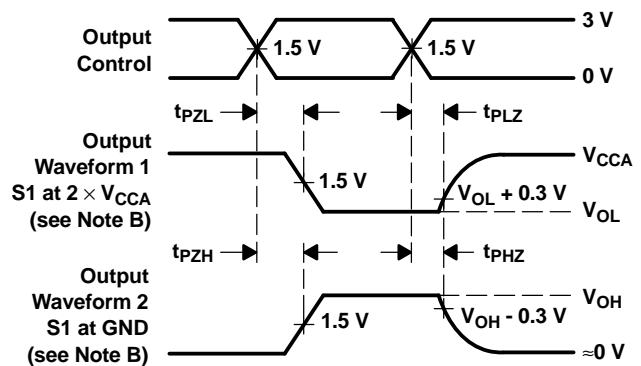 3 V
Output
Control
1.5 V
1.5 V
0 V
tPZL
tPLZ
Output
Waveform 1
S1 at 2 × VCCA
(see Note B)
VCCA
1.5 V
VOL + 0.3 V
VOL
tPZH
tPHZ
Output
Waveform 2
S1 at GND
(see Note B)
VOH
1.5 V
VOH - 0.3 V
≈0 V